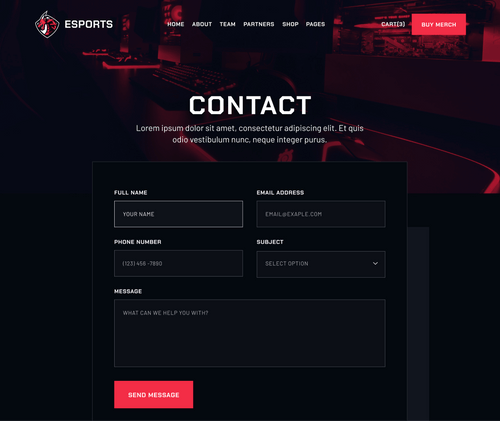 ESPORTS
HOME ABOUT TEAM PARTNERS SHOP PAGES
CART(3) BUY MERCH
CONTACT
Lorem ipsum dolor sit amet, consectetur adipiscing elit. Et quis
odio vestibulum nunc, neque integer purus.
FULL NAME EMAIL ADDRESS
YOUR NAME EMAIL@EXAPLE.COM
PHONE NUMBER SUBJECT
(123) 456 -7890 SELECT OPTION
MESSAGE
WHAT CAN WE HELP YOU WITH?
SEND MESSAGE